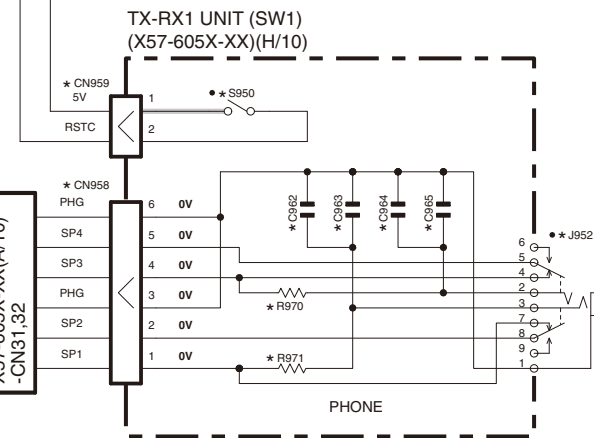 TX-RX1 UNIT (SW1)
(X57-605X-XX)(H/10)
* CN959
5V
1
• * S950
RSTC
2
* CN958
PHG
6
0V
SP4
5
0V
SP3
4
0V
PHG
3
0V
SP2
2
0V
SP1
1
0V
* C962
* C963
* C964
* C965
* R970
* R971
6
5
4
2
3
7
8
9
1
• * J952
-CN31,32
PHONE